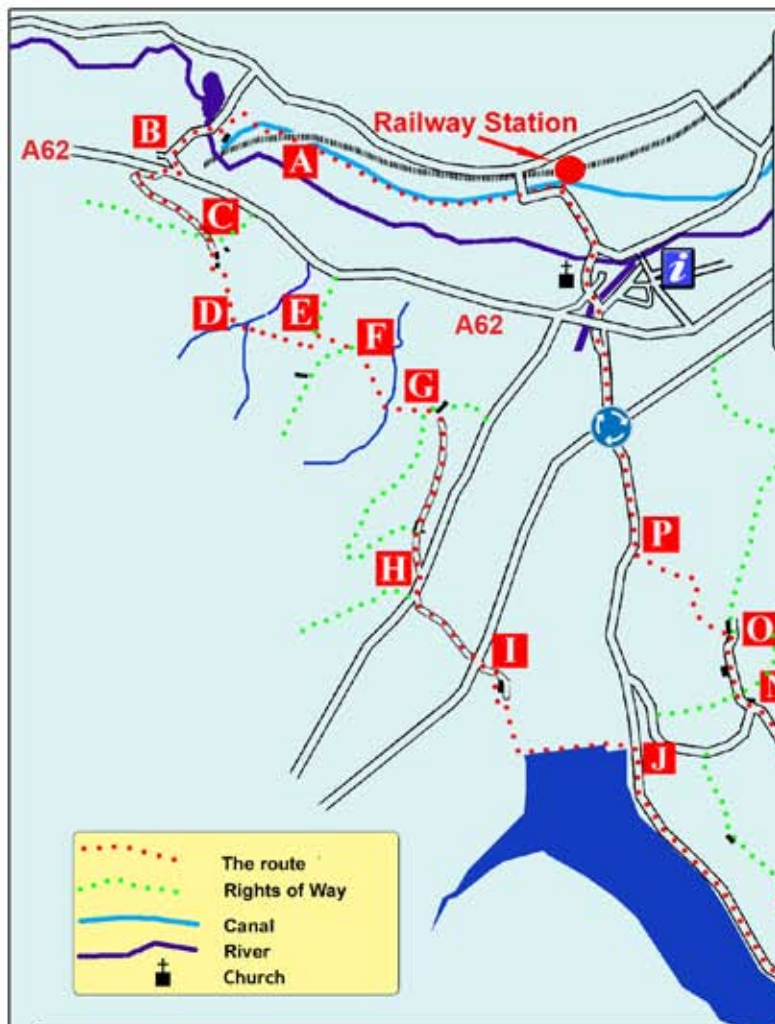 Railway Station
B
A62
A
C
i
D
E
F
A62
G
P
H
O
I
N
J
The route
Rights of Way
Canal
River
Church